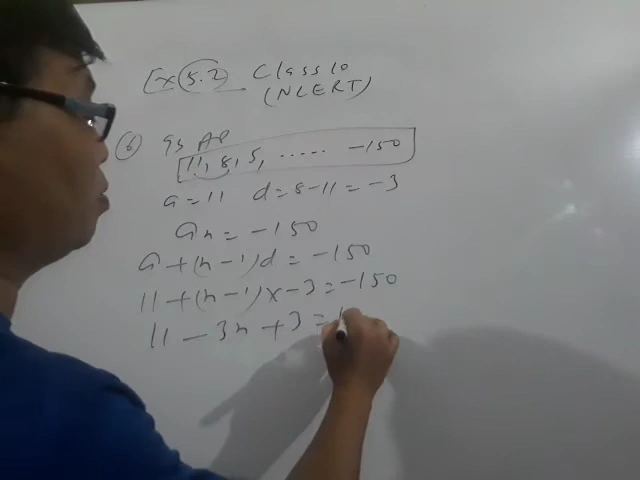 Ex 5.2 Class 10
(NCERT)
6 is AP
11, 8, 5, ..... -150
a = 11 d = 8-11 = -3
an = -150
a + (n-1)d = -150
11 + (n-1) x -3 = -150
11 - 3n + 3 =